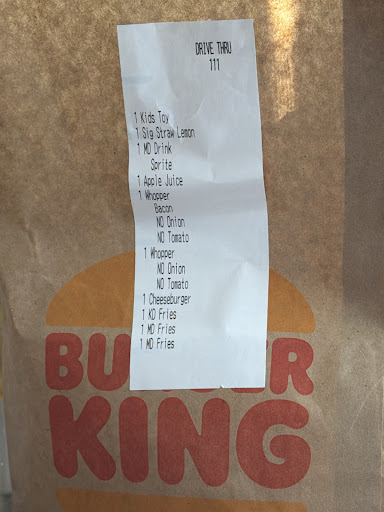 DRIVE THRU
111
1 Kids Toy
1 Sig Straw Lemon
1 MD Drink
Sprite
1 Apple Juice
1 Whopper
Bacon
NO Onion
NO Tomato
1 Whopper
NO Onion
NO Tomato
1 Cheeseburger
1 KD Fries
1 MD Fries
1 MD Fries
BURGER
KING